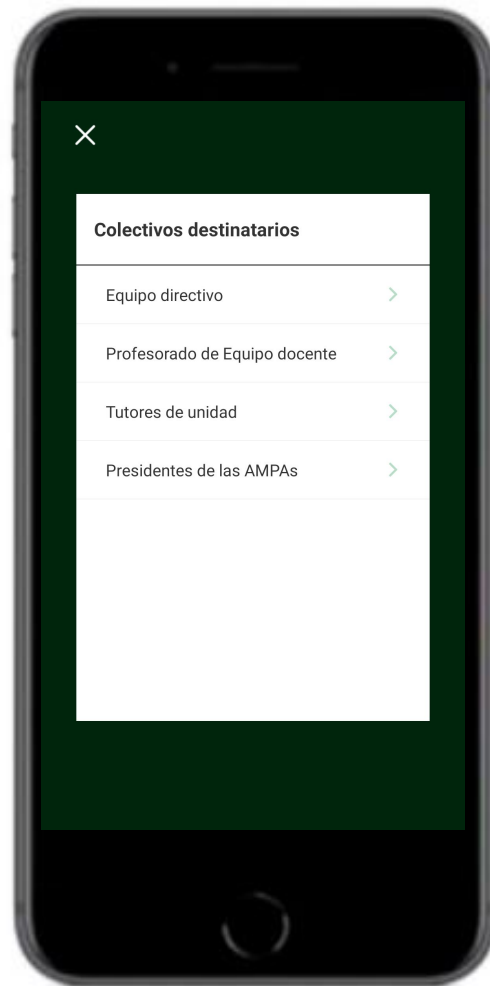 Colectivos destinatarios
Equipo directivo
Profesorado de Equipo docente
Tutores de unidad
Presidentes de las AMPAs